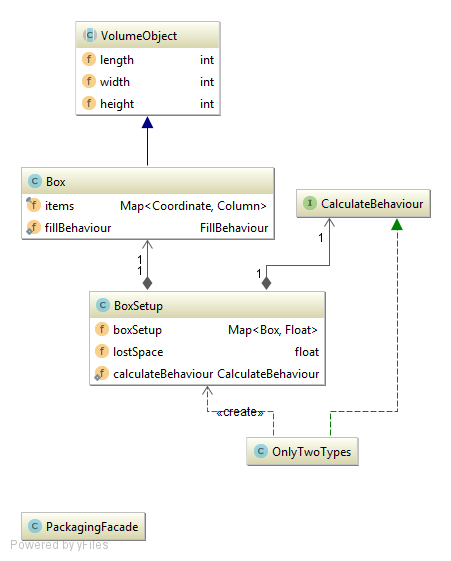 VolumeObject
length int
width int
height int
Box
items Map<Coordinate, Column>
fillBehaviour FillBehaviour
CalculateBehaviour
1
1
1
1
BoxSetup
boxSetup Map<Box, Float>
lostSpace float
calculateBehaviour CalculateBehaviour
«create»
OnlyTwoTypes
PackagingFacade
Powered by yFiles